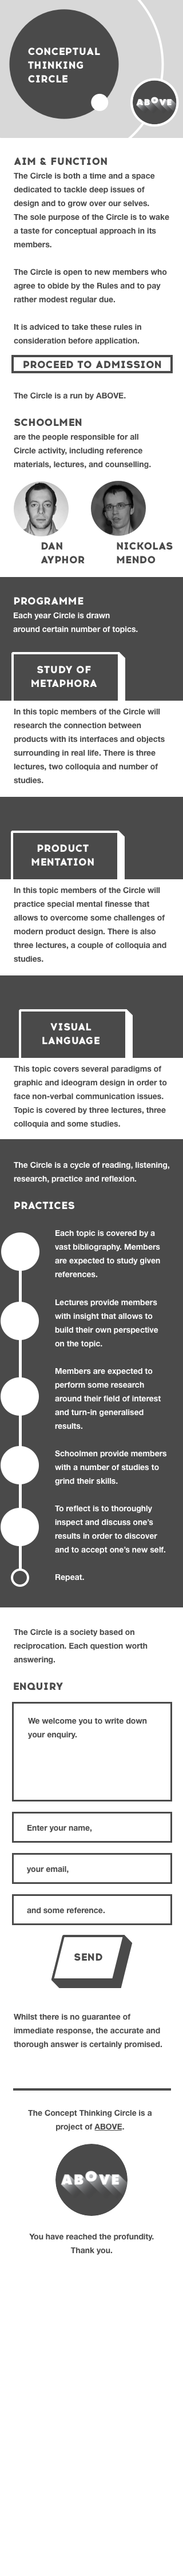 CONCEPTUAL
THINKING
CIRCLE
ABOVE
AIM & FUNCTION
The Circle is both a time and a space
dedicated to tackle deep issues of
design and to grow over our selves.
The sole purpose of the Circle is to wake
a taste for conceptual approach in its
members.
The Circle is open to new members who
agree to obide by the Rules and to pay
rather modest regular due.
It is adviced to take these rules in
consideration before application.
PROCEED TO ADMISSION
The Circle is a run by ABOVE.
SCHOOLMEN
are the people responsible for all
Circle activity, including reference
materials, lectures, and counselling.
DAN
AYPHOR
NICKOLAS
MENDO
PROGRAMME
Each year Circle is drawn
around certain number of topics.
STUDY OF
METAPHORA
In this topic members of the Circle will
research the connection between
products with its interfaces and objects
surrounding in real life. There is three
lectures, two colloquia and number of
studies.
PRODUCT
MENTATION
In this topic members of the Circle will
practice special mental finesse that
allows to overcome some challenges of
modern product design. There is also
three lectures, a couple of colloquia and
studies.
VISUAL
LANGUAGE
This topic covers several paradigms of
graphic and ideogram design in order to
face non-verbal communication issues.
Topic is covered by three lectures, three
colloquia and some studies.
The Circle is a cycle of reading, listening,
research, practice and reflexion.
PRACTICES
Each topic is covered by a
vast bibliography. Members
are expected to study given
references.
Lectures provide members
with insight that allows to
build their own perspective
on the topic.
Members are expected to
perform some research
around their field of interest
and turn-in generalised
results.
Schoolmen provide members
with a number of studies to
grind their skills.
To reflect is to thoroughly
inspect and discuss one's
results in order to discover
and to accept one's new self.
Repeat.
The Circle is a society based on
reciprocation. Each question worth
answering.
ENQUIRY
We welcome you to write down
your enquiry.
Enter your name,
your email,
and some reference.
SEND
Whilst there is no guarantee of
immediate response, the accurate and
thorough answer is certainly promised.
The Concept Thinking Circle is a
project of ABOVE.
ABOVE
You have reached the profundity.
Thank you.